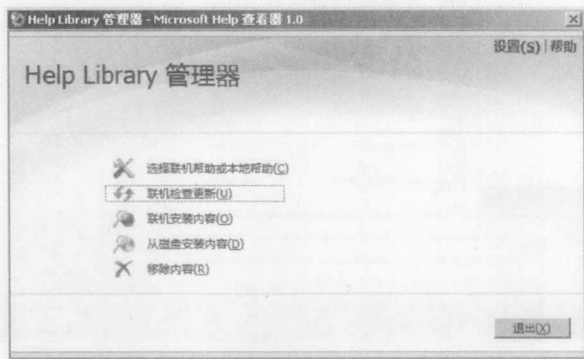 Help Library 管理器 - Microsoft Help 查看器 1.0
设置(S) | 帮助
Help Library 管理器
选择联机帮助或本地帮助(C)
联机检查更新(U)
联机安装内容(O)
从磁盘安装内容(D)
移除内容(R)
退出(X)